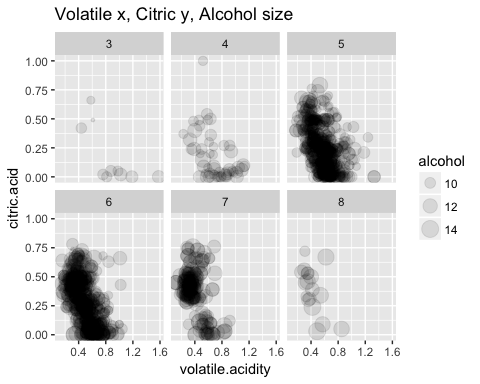 Volatile x, Citric y, Alcohol size
3 4 5
1.00
0.75
0.50
0.25
0.00
6 7 8
1.00
0.75
0.50
0.25
0.00
0.4 0.8 1.2 1.6 0.4 0.8 1.2 1.6 0.4 0.8 1.2 1.6
citric.acid
volatile.acidity
alcohol
10
12
14